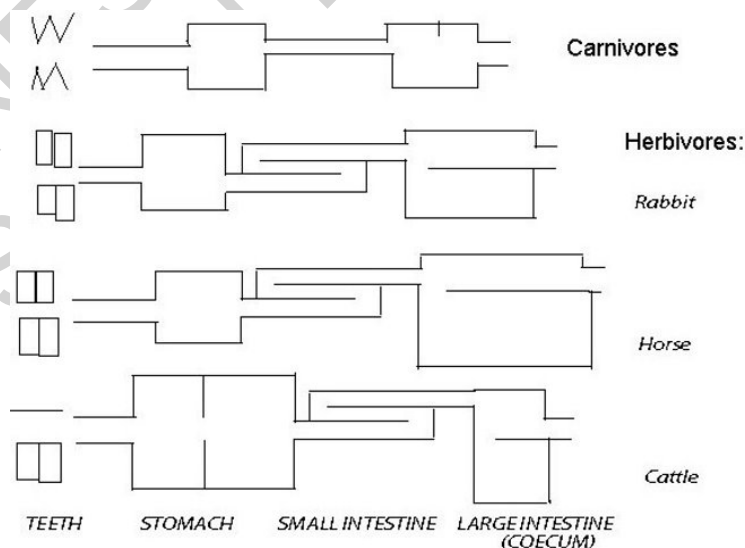 Carnivores
Herbivores:
Rabbit
Horse
Cattle
TEETH STOMACH SMALL INTESTINE LARGE INTESTINE
(COECUM)